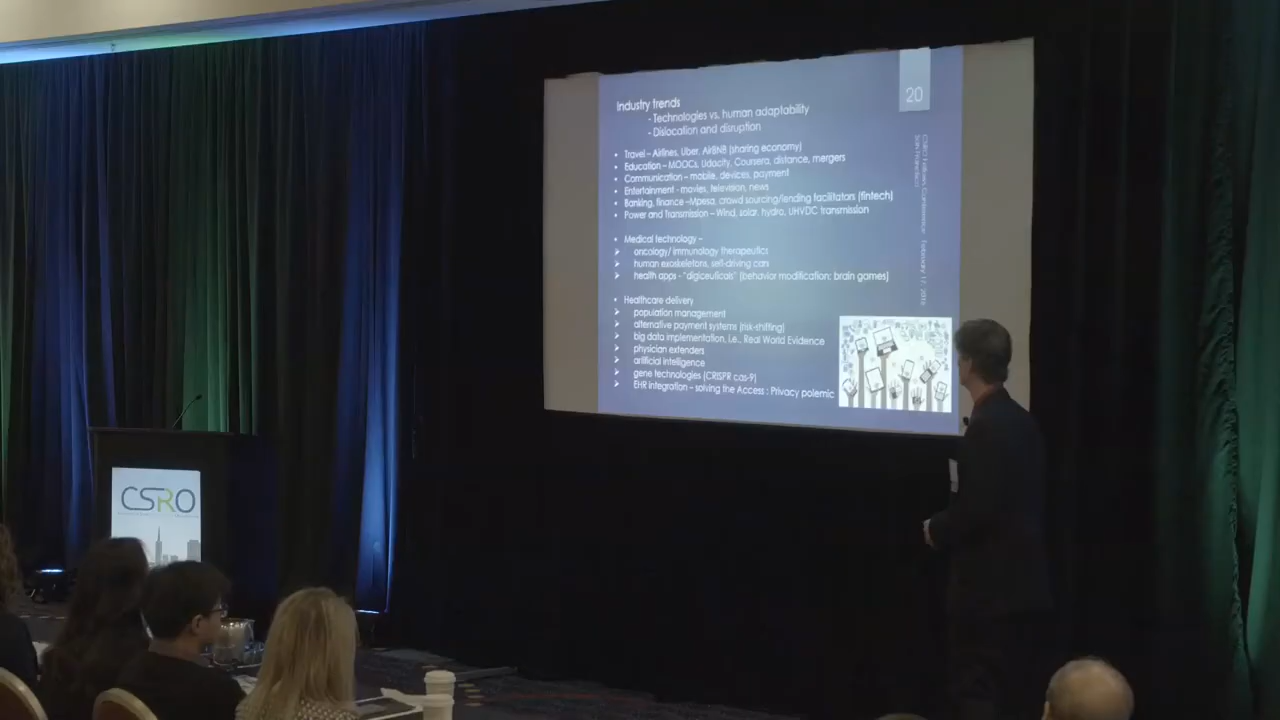 20
Industry trends
- Technologies vs. human adaptability
- Dislocation and disruption
• Travel – Airlines, Uber, AirBNB (sharing economy)
• Education – MOOCs, Udacity, Coursera, distance, mergers
• Communication – mobile, devices, payment
• Entertainment - movies, television, news
• Banking, finance –Mpesa, crowd sourcing/lending facilitators (fintech)
• Power and Transmission – Wind, solar, hydro, UHVDC transmission
• Medical technology –
➢ oncology/ immunology therapeutics
➢ human exoskeletons, self-driving cars
➢ health apps - "digiceuticals" (behavior modification: brain games)
• Healthcare delivery
➢ population management
➢ alternative payment systems (risk-shifting)
➢ big data implementation, i.e., Real World Evidence
➢ physician extenders
➢ artificial intelligence
➢ gene technologies (CRISPR cas-9)
➢ EHR integration – solving the Access : Privacy polemic
San Francisco
CSRO